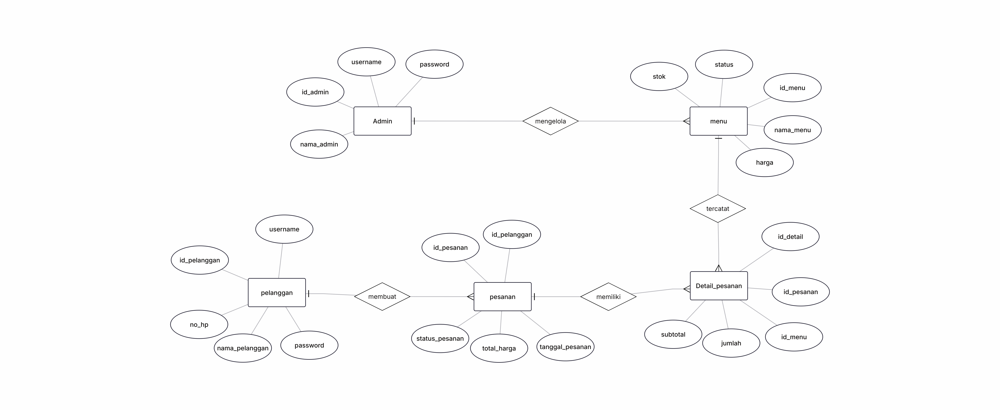 username
password
id_admin
Admin
nama_admin
mengelola
stok
status
id_menu
menu
nama_menu
harga
tercatat
username
id_pelanggan
pelanggan
no_hp
nama_pelanggan
password
membuat
id_pesanan
id_pelanggan
pesanan
status_pesanan
total_harga
tanggal_pesanan
memiliki
id_detail
Detail_pesanan
id_pesanan
subtotal
jumlah
id_menu